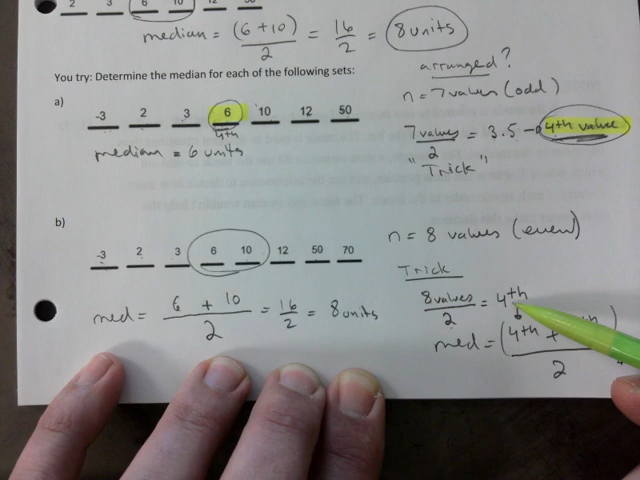 2 3 6 10 12 50
median = (6+10) / 2 = 16 / 2 = 8 units
arranged?
You try: Determine the median for each of the following sets:
a)
-3 2 3 6 10 12 50
4th
median = 6 units
n = 7 values (odd)
7 values / 2 = 3.5 → 4th value
"Trick"
b)
-3 2 3 6 10 12 50 70
med = 6 + 10 / 2 = 16 / 2 = 8 units
n = 8 values (even)
Trick
8 values / 2 = 4th
med = (4th + th) / 2